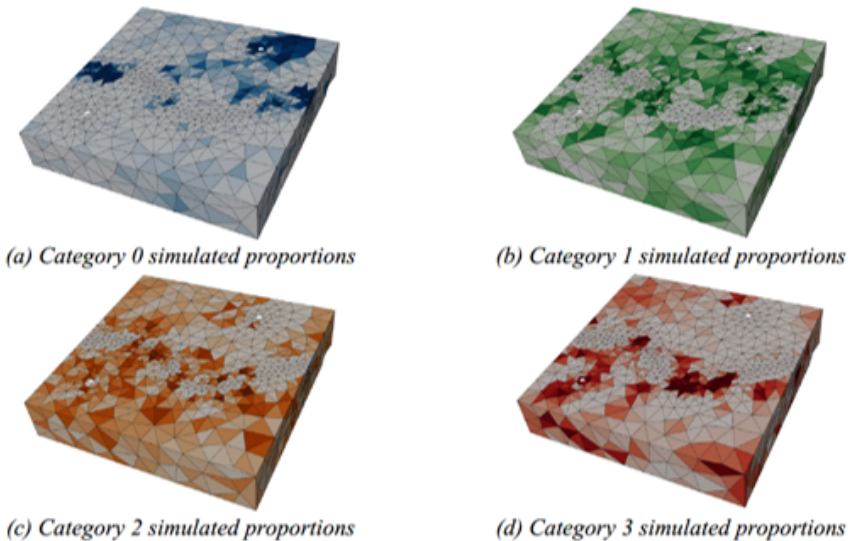 (a) Category 0 simulated proportions
(b) Category 1 simulated proportions
(c) Category 2 simulated proportions
(d) Category 3 simulated proportions